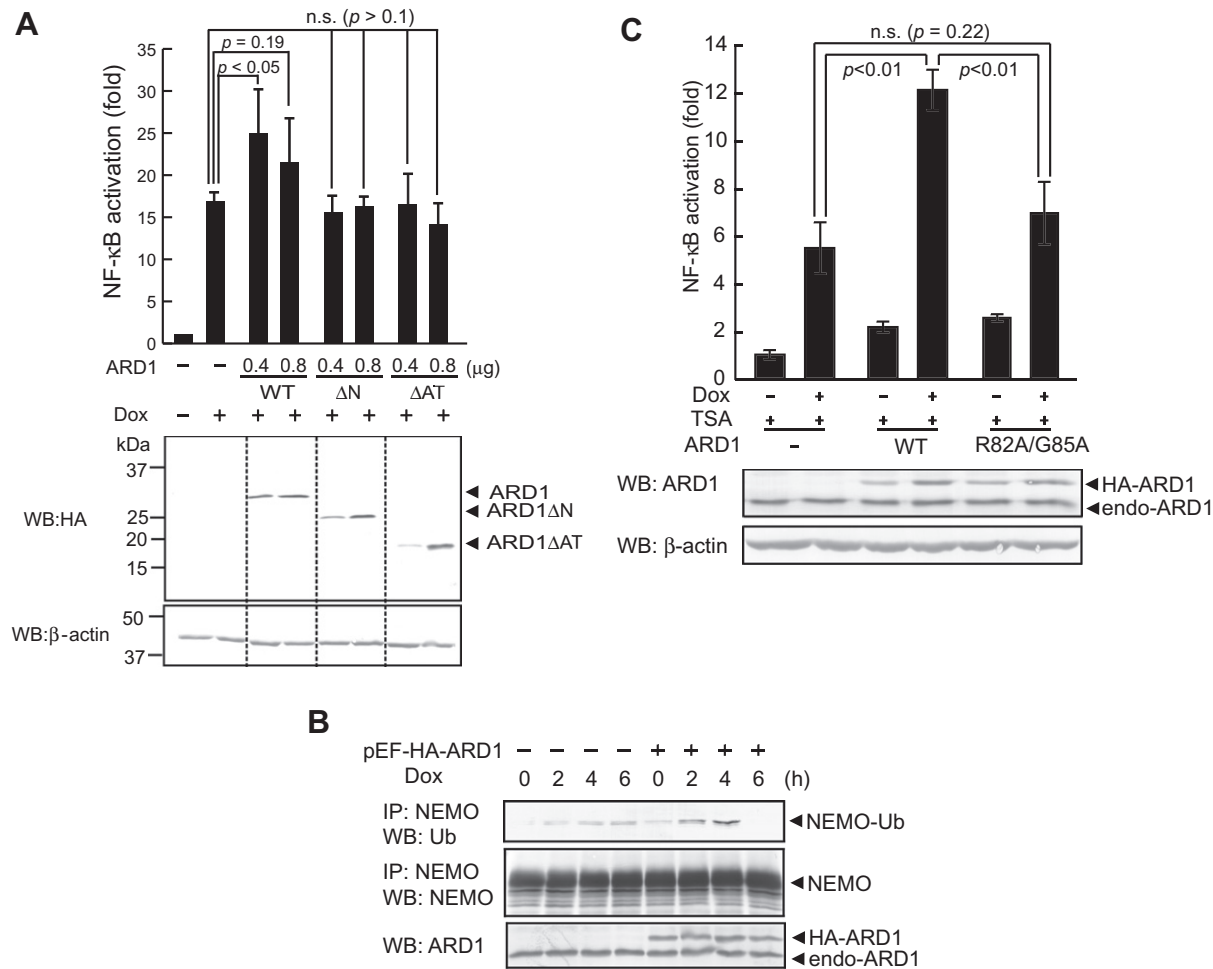 A
n.s. (p > 0.1)
p = 0.19
p < 0.05
NF-κB activation (fold)
35
30
25
20
15
10
5
0
ARD1 – – 0.4 0.8 0.4 0.8 0.4 0.8 (μg)
WT ΔN ΔAT
Dox – + + + + + + +
kDa
37
25
20
15
WB:HA
ARD1
ARD1ΔN
ARD1ΔAT
50
37
WB:β-actin
C
n.s. (p = 0.22)
p<0.01 p<0.01
NF-κB activation (fold)
14
12
10
8
6
4
2
0
Dox – + – + – +
TSA + + + + + +
ARD1 – WT R82A/G85A
WB: ARD1
HA-ARD1
endo-ARD1
WB: β-actin
B
pEF-HA-ARD1 – – – – + + + +
Dox 0 2 4 6 0 2 4 6 (h)
IP: NEMO
WB: Ub
NEMO-Ub
IP: NEMO
WB: NEMO
NEMO
WB: ARD1
HA-ARD1
endo-ARD1